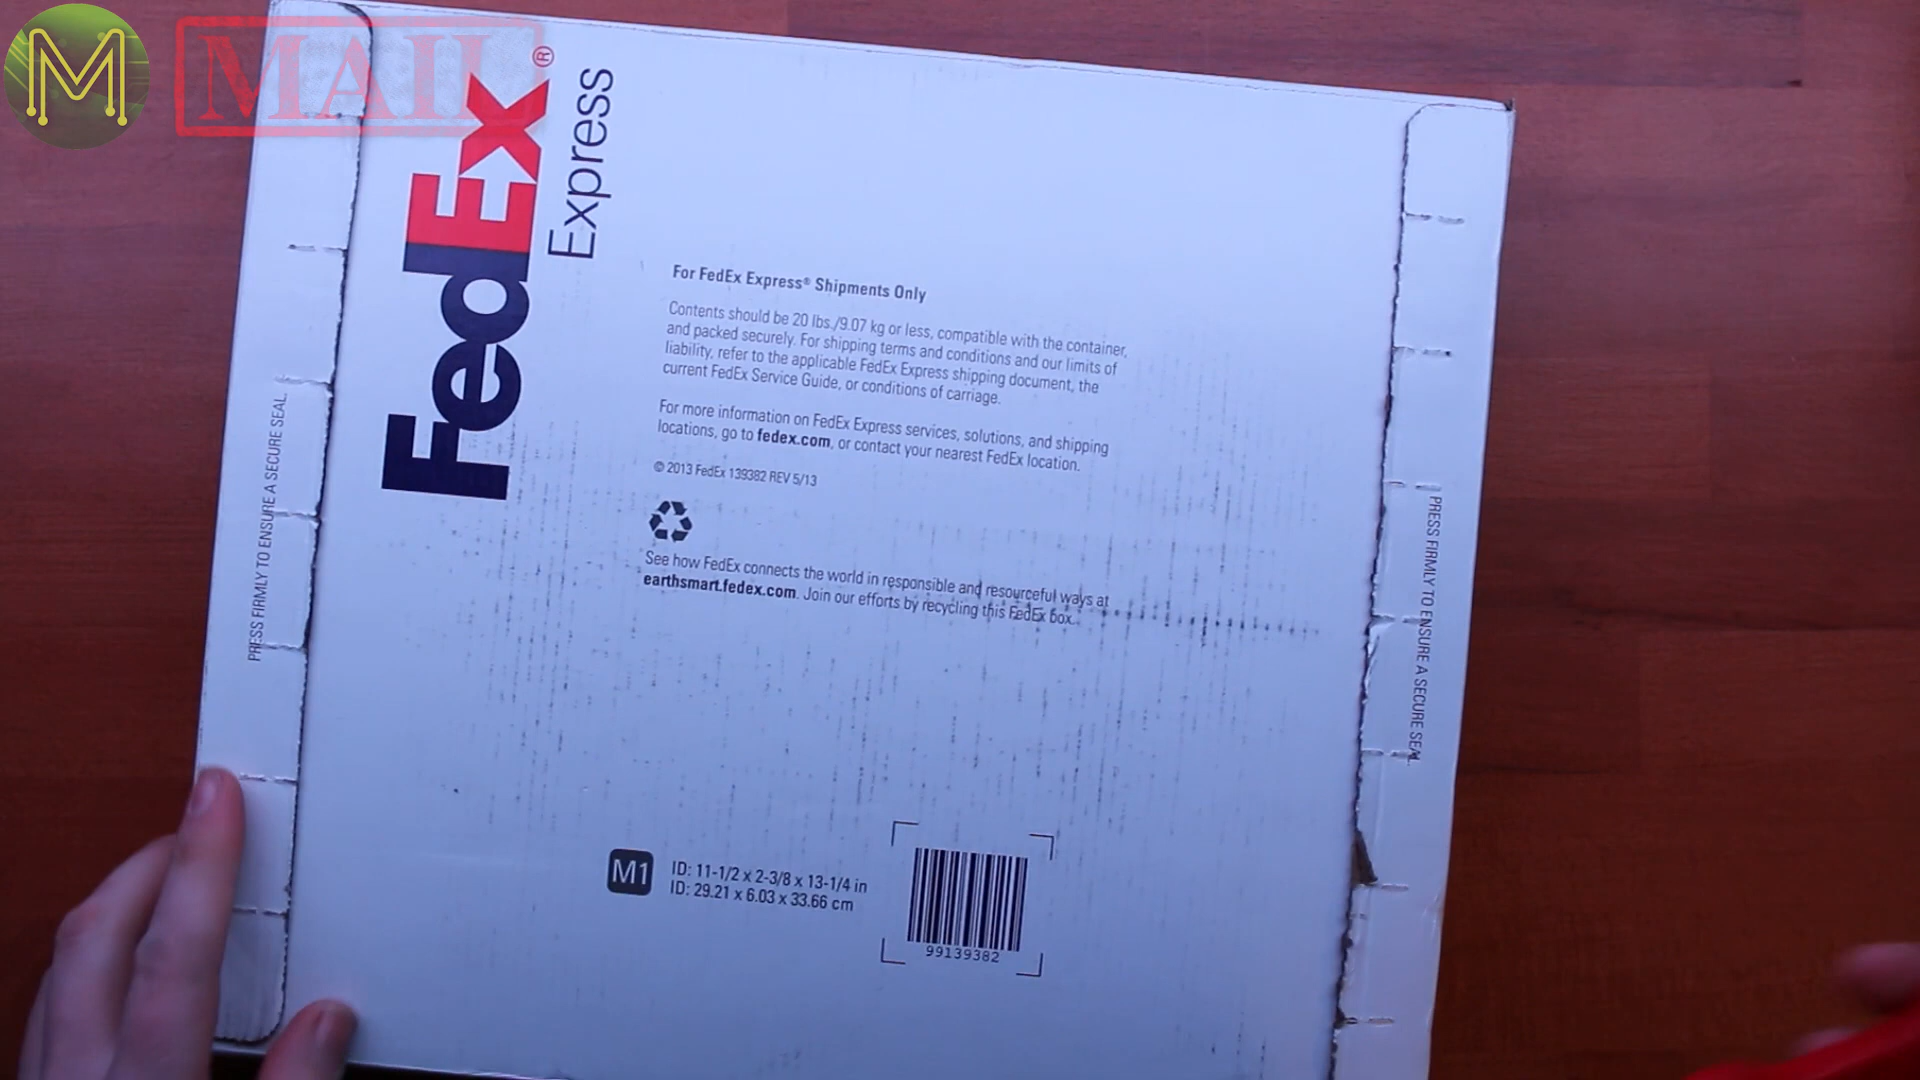 M
MAIL
FedEx®
Express
For FedEx Express® Shipments Only
Contents should be 20 lbs./9.07 kg or less, compatible with the container,
and packed securely. For shipping terms and conditions and our limits of
liability, refer to the applicable FedEx Express shipping document, the
current FedEx Service Guide, or conditions of carriage.
For more information on FedEx Express services, solutions, and shipping
locations, go to fedex.com, or contact your nearest FedEx location.
© 2013 FedEx 139382 REV 5/13
See how FedEx connects the world in responsible and resourceful ways at
earthsmart.fedex.com. Join our efforts by recycling this FedEx box.
PRESS FIRMLY TO ENSURE A SECURE SEAL.
PRESS FIRMLY TO ENSURE A SECURE SEAL.
M1
ID: 11-1/2 x 2-3/8 x 13-1/4 in
ID: 29.21 x 6.03 x 33.66 cm
99139382